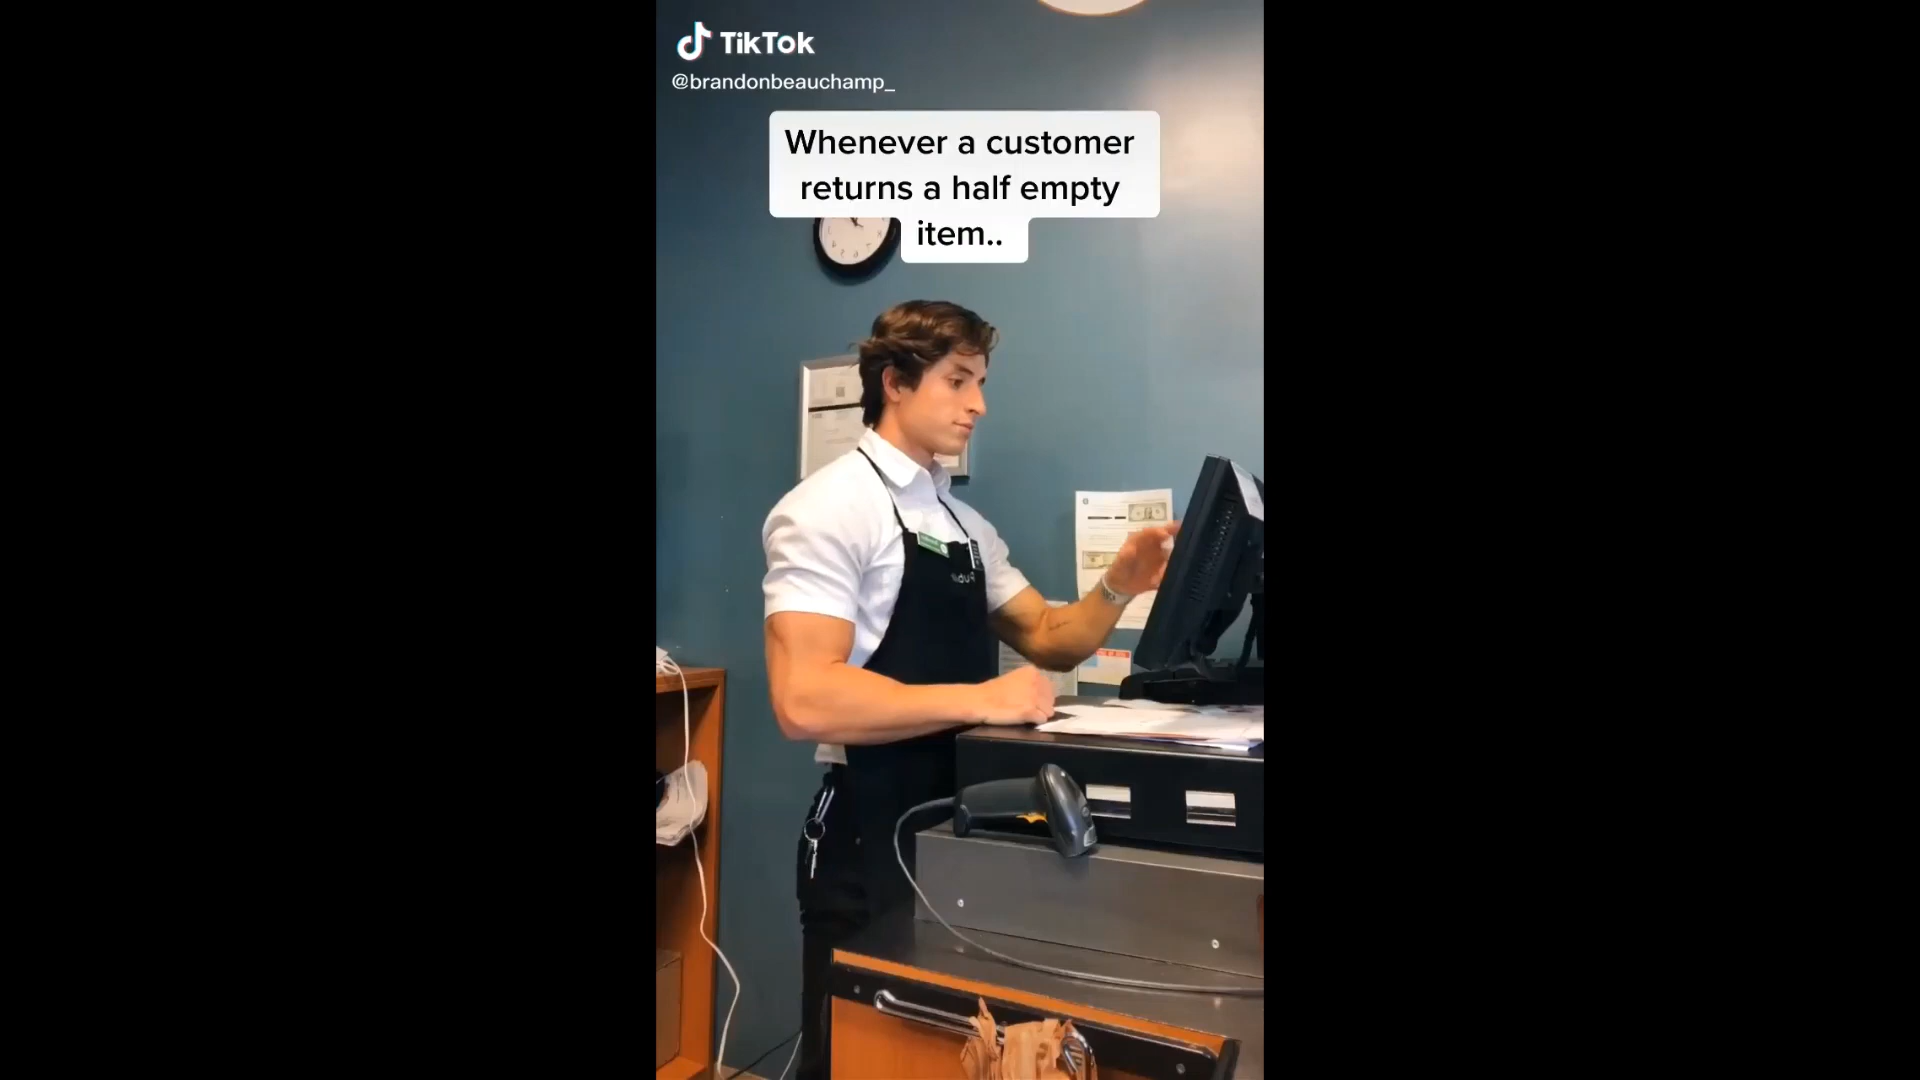 TikTok
@brandonbeauchamp_
Whenever a customer
returns a half empty
item..